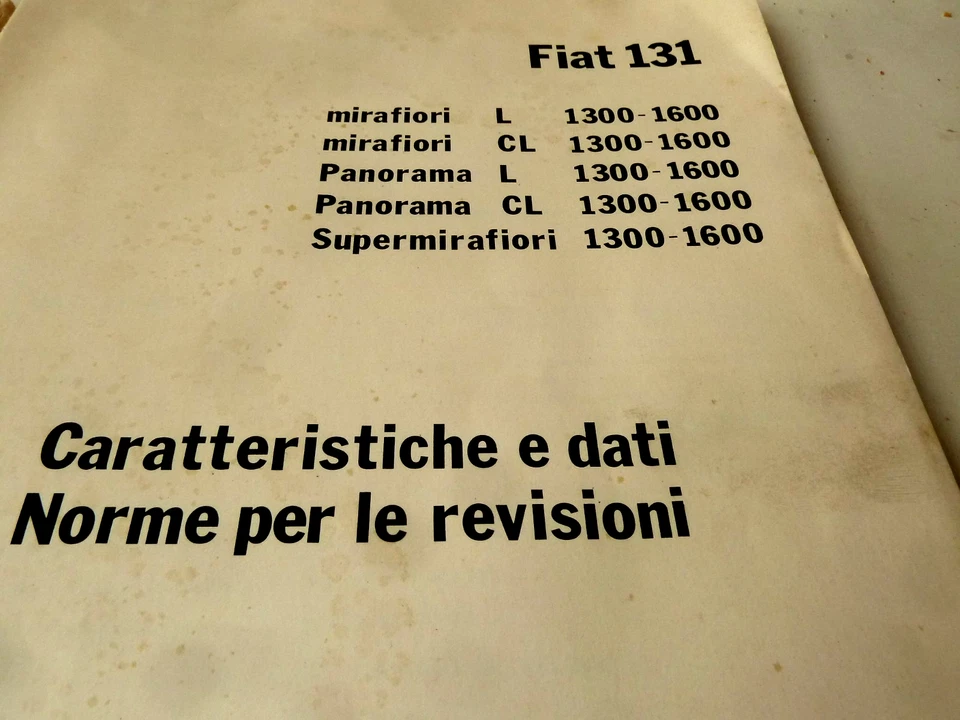 Fiat 131
mirafiori L 1300-1600
mirafiori CL 1300-1600
Panorama L 1300-1600
Panorama CL 1300-1600
Supermirafiori 1300-1600
Caratteristiche e dati
Norme per le revisioni